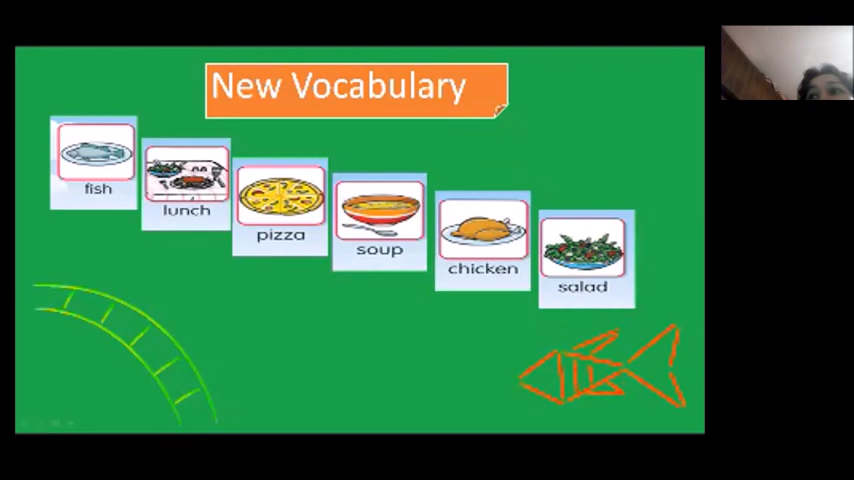 New Vocabulary
fish
lunch
pizza
soup
chicken
salad